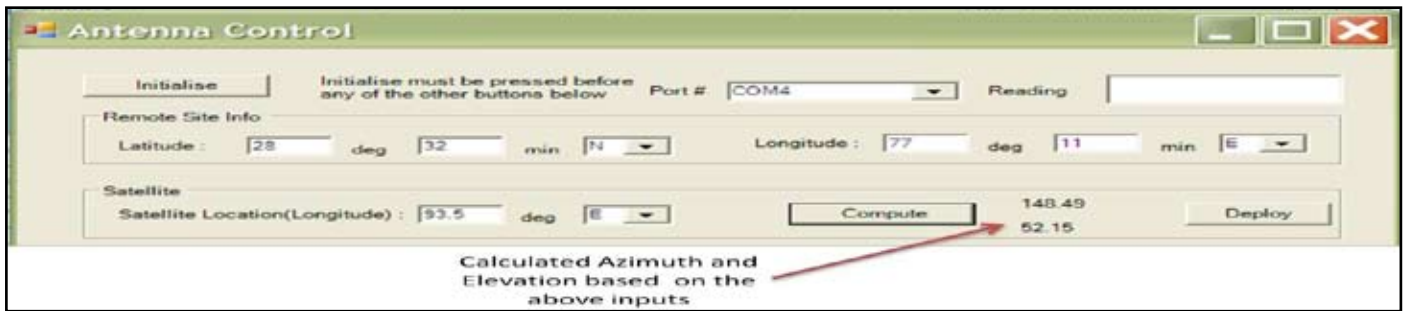 Antenna Control
Initialise
Initialise must be pressed before
any of the other buttons below
Port #
COM4
Reading
Remote Site Info
Latitude : 28 deg 32 min N
Longitude : 77 deg 11 min E
Satellite
Satellite Location(Longitude) : 93.5 deg E
Compute
148.49
52.15
Deploy
Calculated Azimuth and
Elevation based on the
above inputs